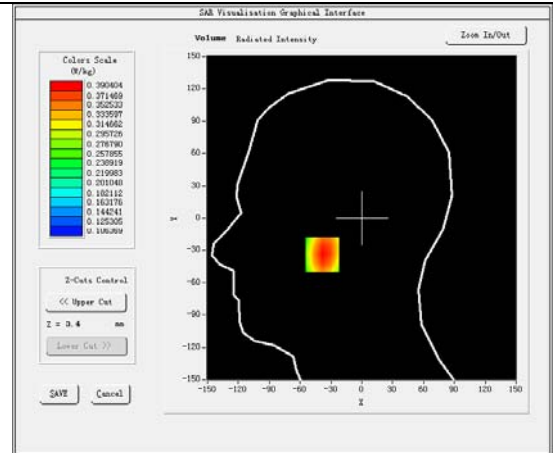 SAR Visualisation Graphical Interface
Volume Radiated Intensity
Zoom In/Out
Colors Scale
(W/kg)
0.390404
0.371469
0.352533
0.333597
0.314662
0.295726
0.276790
0.257855
0.238919
0.219983
0.201048
0.182112
0.163176
0.144241
0.125305
0.106369
Z-Cuts Control
<< Upper Cut
Z = 3.4 mm
Lower Cut >>
SAVE
Cancel
150
120
90
60
30
0
-30
-60
-90
-120
-150
Y
-150 -120 -90 -60 -30 0 30 60 90 120 150
X